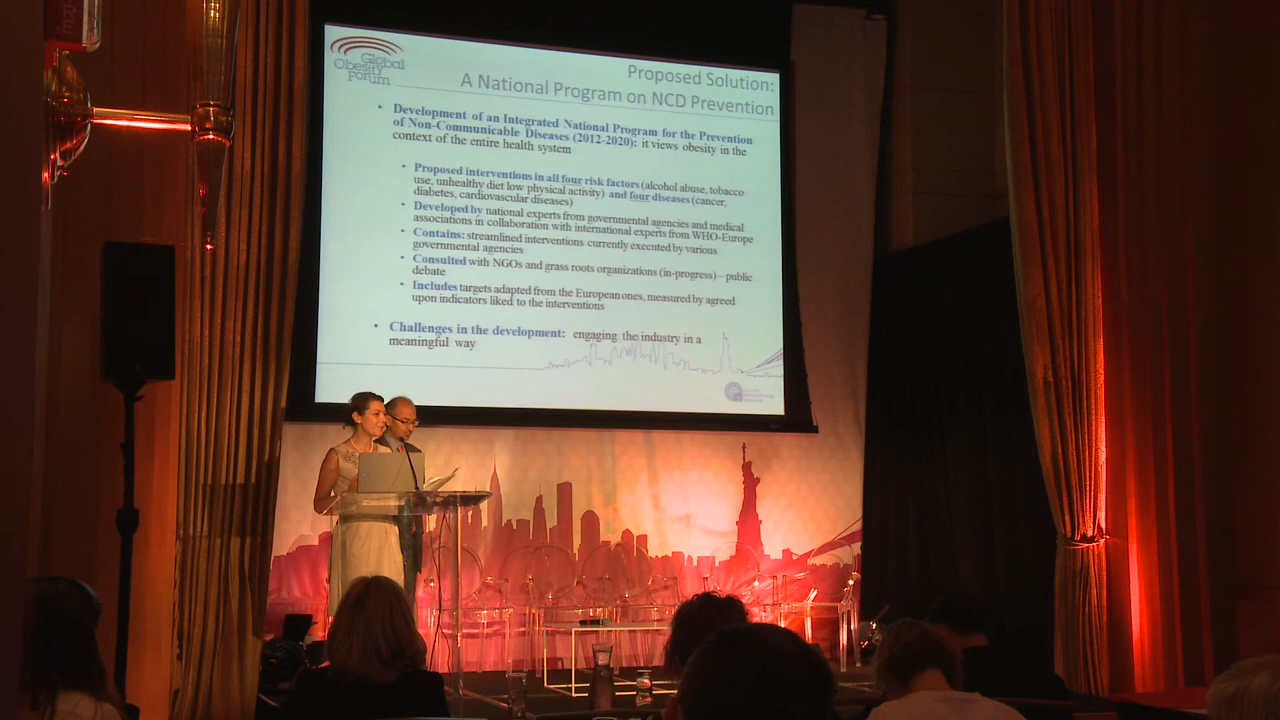 Global
Obesity
Forum
Proposed Solution:
A National Program on NCD Prevention
• Development of an Integrated National Program for the Prevention
of Non-Communicable Diseases (2012-2020): it views obesity in the
context of the entire health system
• Proposed interventions in all four risk factors (alcohol abuse, tobacco
use, unhealthy diet low physical activity) and four diseases (cancer,
diabetes, cardiovascular diseases)
• Developed by national experts from governmental agencies and medical
associations in collaboration with international experts from WHO-Europe
• Contains: streamlined interventions currently executed by various
governmental agencies
• Consulted with NGOs and grass roots organizations (in-progress) – public
debate
• Includes targets adapted from the European ones, measured by agreed
upon indicators liked to the interventions
• Challenges in the development: engaging the industry in a
meaningful way